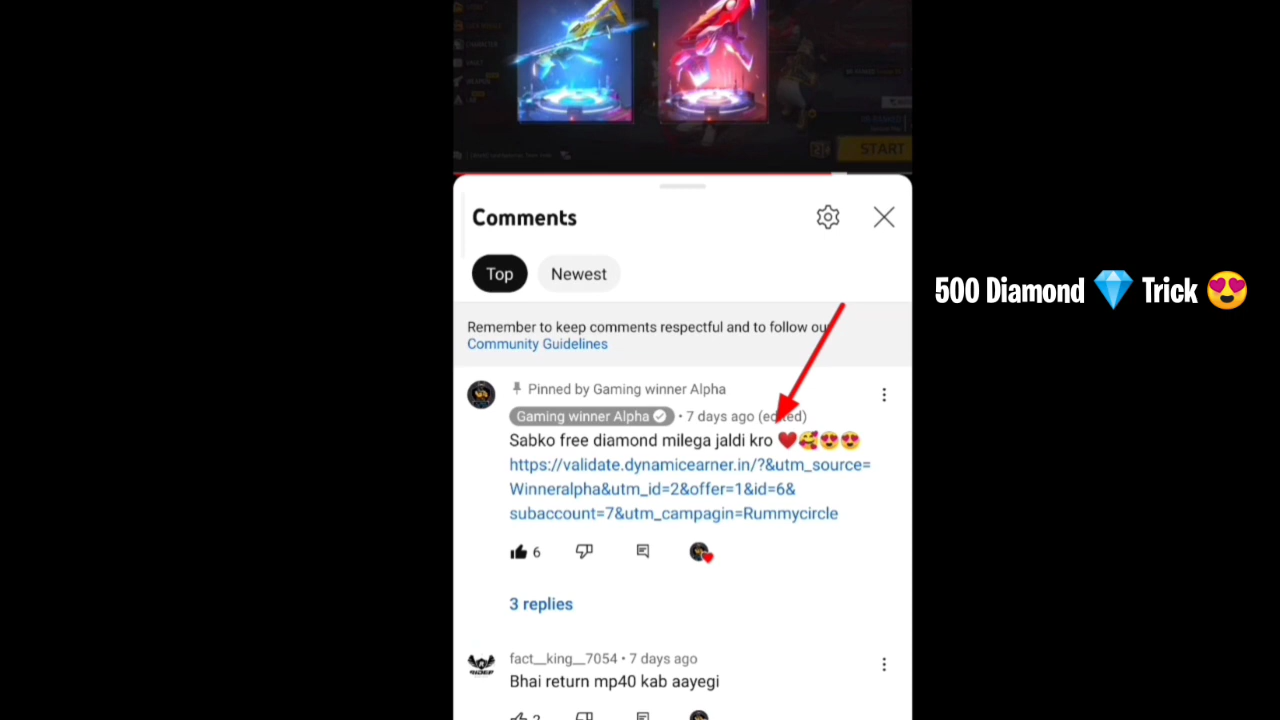 START
Comments
Top
Newest
500 Diamond 💎 Trick 😍
Remember to keep comments respectful and to follow ou
Community Guidelines
Pinned by Gaming winner Alpha
Gaming winner Alpha • 7 days ago (edited)
Sabko free diamond milega jaldi kro ❤️🥰😍😍
https://validate.dynamicearner.in/?&utm_source=
Winneralpha&utm_id=2&offer=1&id=6&
subaccount=7&utm_campagin=Rummycircle
6
3 replies
fact__king__7054 • 7 days ago
Bhai return mp40 kab aayegi
2